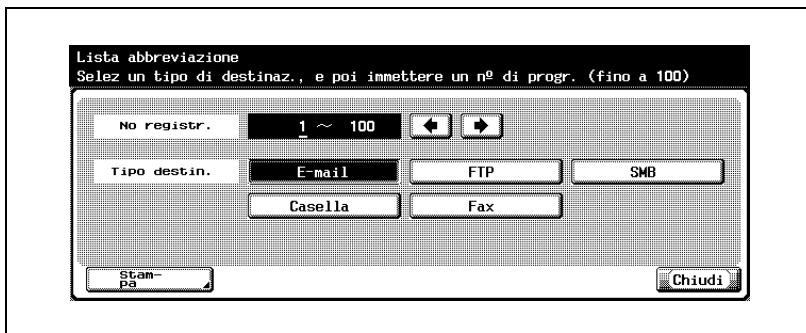 Lista abbreviazione
Selez un tipo di destinaz., e poi immettere un nº di progr. (fino a 100)
No registr. 1 ~ 100
Tipo destin. E-mail FTP SMB
Casella Fax
Stam-
pa
Chiudi